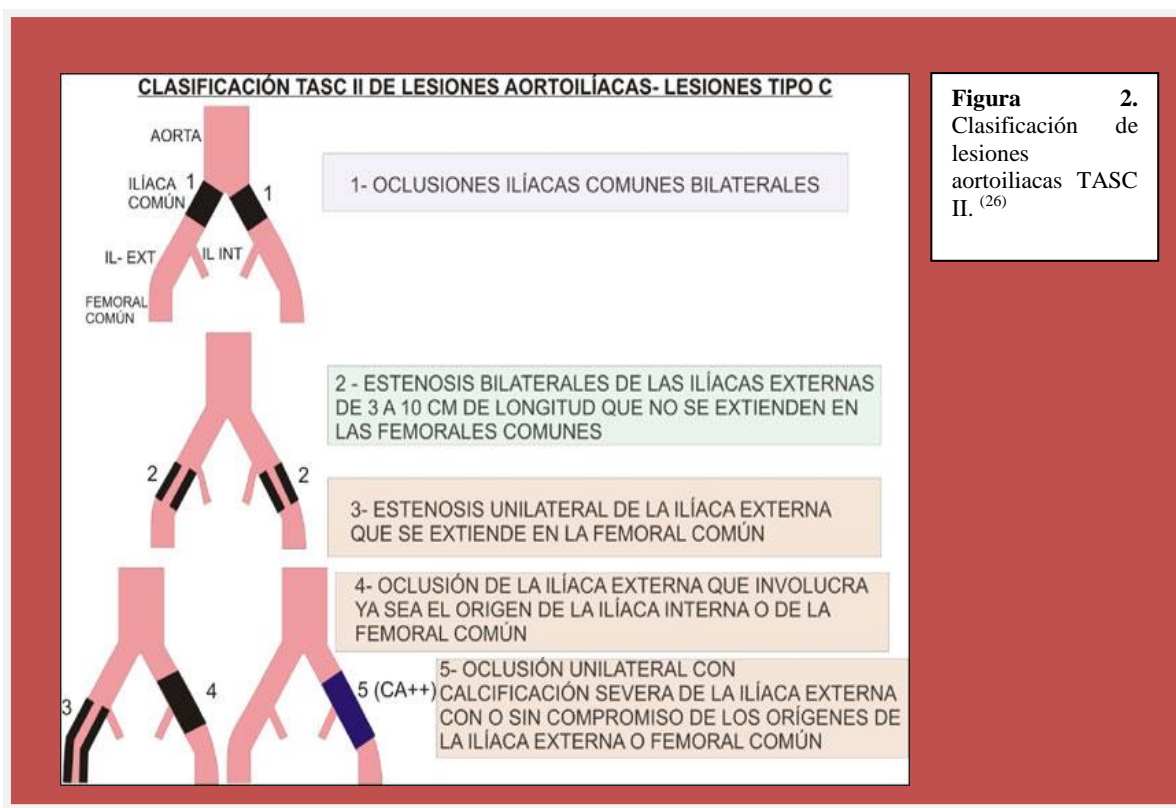 CLASIFICACIÓN TASC II DE LESIONES AORTOILÍACAS- LESIONES TIPO C
AORTA
ILÍACA 1
COMÚN
1
IL- EXT
IL INT
FEMORAL
COMÚN
1- OCLUSIONES ILÍACAS COMUNES BILATERALES
2
2
2 - ESTENOSIS BILATERALES DE LAS ILÍACAS EXTERNAS
DE 3 A 10 CM DE LONGITUD QUE NO SE EXTIENDEN EN
LAS FEMORALES COMUNES
3- ESTENOSIS UNILATERAL DE LA ILÍACA EXTERNA
QUE SE EXTIENDE EN LA FEMORAL COMÚN
4- OCLUSIÓN DE LA ILÍACA EXTERNA QUE INVOLUCRA
YA SEA EL ORIGEN DE LA ILÍACA INTERNA O DE LA
FEMORAL COMÚN
3
4
5 (CA++)
5- OCLUSIÓN UNILATERAL CON
CALCIFICACIÓN SEVERA DE LA ILÍACA EXTERNA
CON O SIN COMPROMISO DE LOS ORÍGENES DE
LA ILÍACA EXTERNA O FEMORAL COMÚN
Figura 2.
Clasificación de
lesiones
aortoiliacas TASC
II. (26)